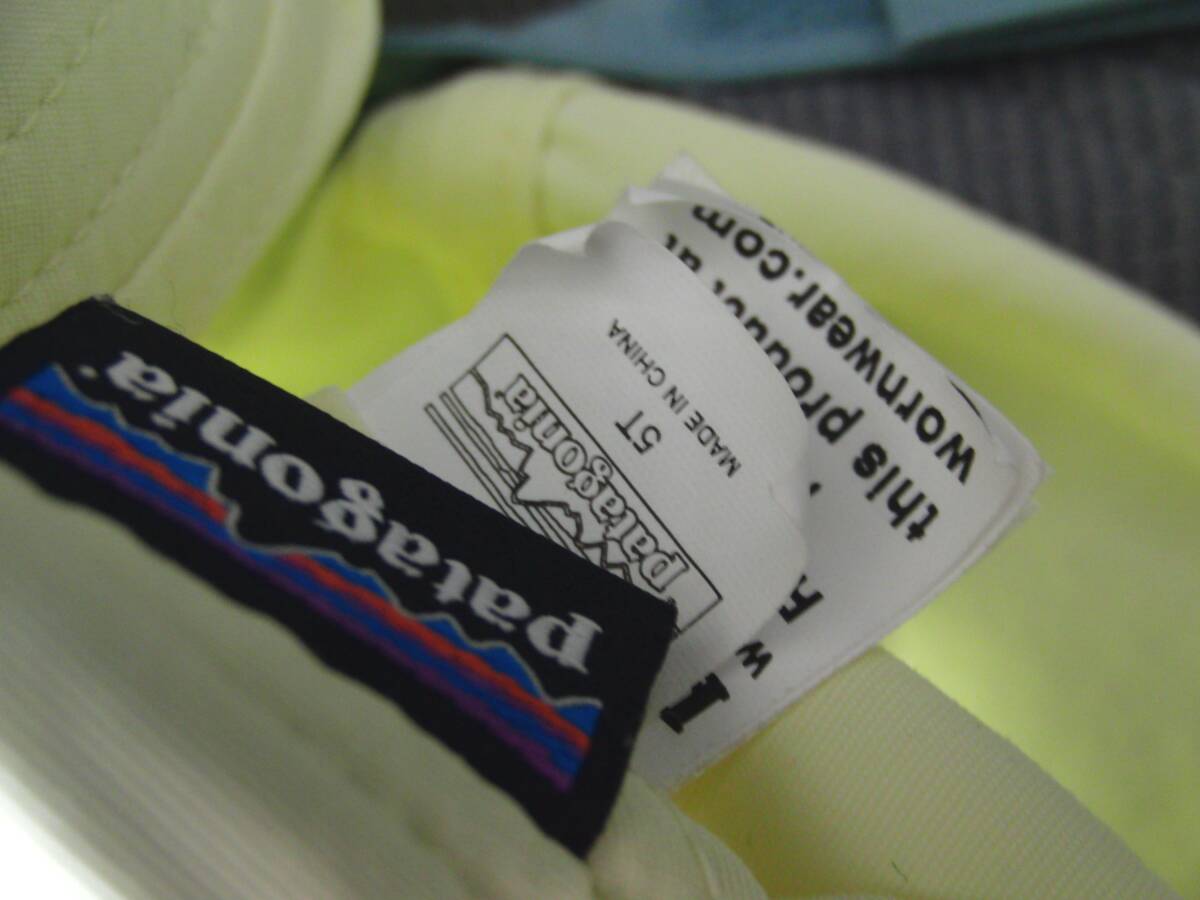 patagonia®
patagonia®
5T
MADE IN CHINA
this product at
wornwear.com